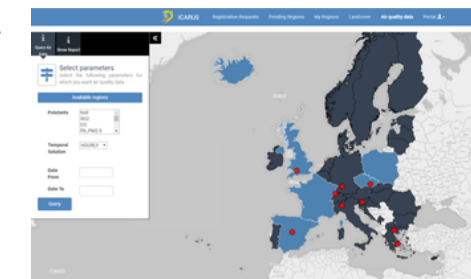 ICARUS Registration Requests Pending Regions My Regions Landcover Air quality data Portal
Query Air Data Show Report
Select parameters
Select the following parameters for
which you want air quality data.
Available regions
Polutants
SO2
Temporal Solution HOURLY
Date From
Date To
Query